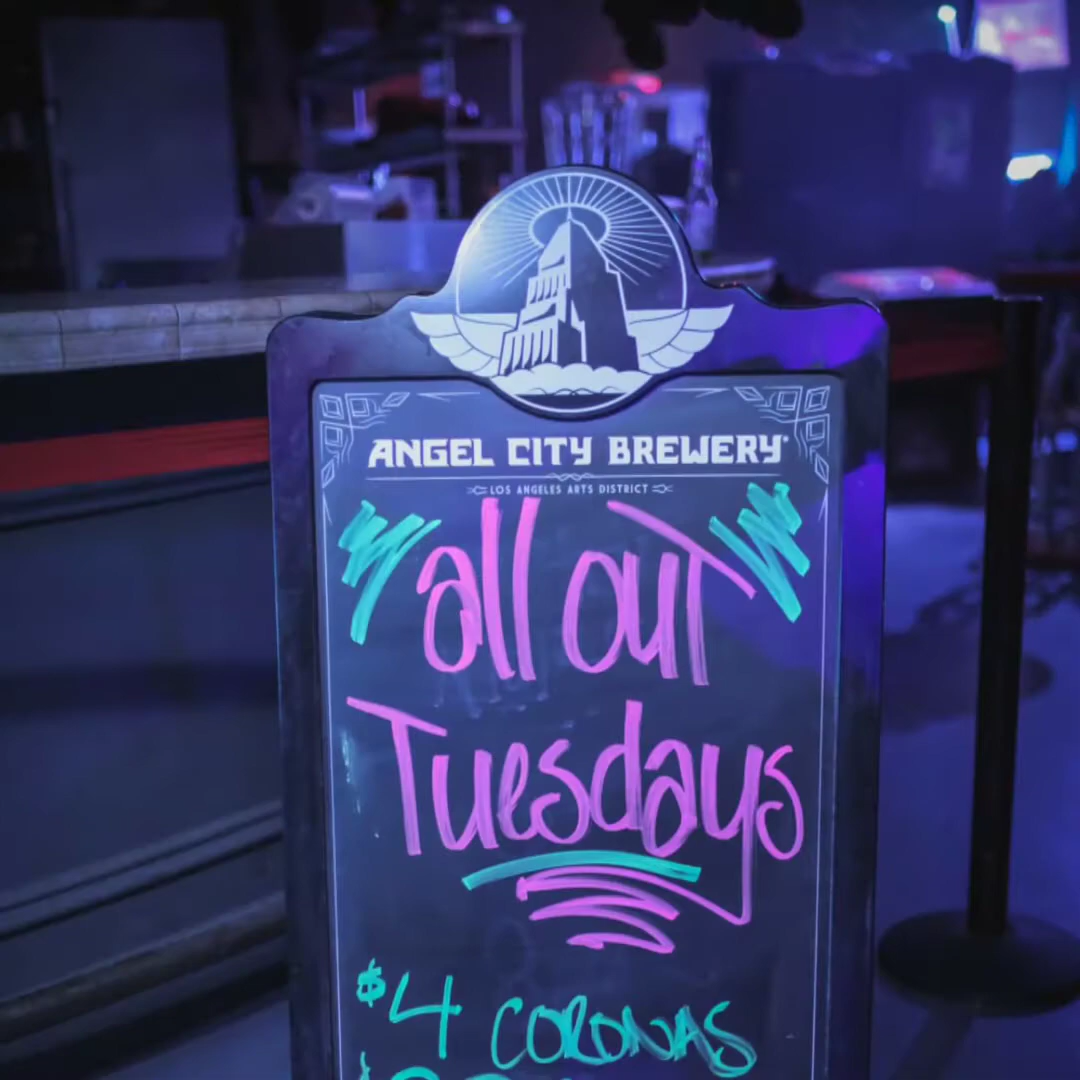 ANGEL CITY BREWERY®
LOS ANGELES ARTS DISTRICT
all out
Tuesdays
$4 CORONAS